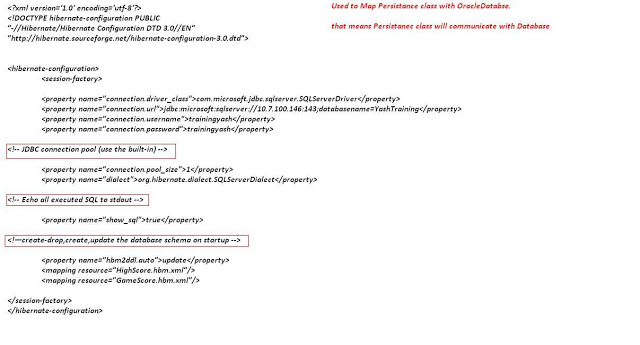 <?xml version='1.0' encoding='utf-8'?>
<!DOCTYPE hibernate-configuration PUBLIC
"-//Hibernate/Hibernate Configuration DTD 3.0//EN"
"http://hibernate.sourceforge.net/hibernate-configuration-3.0.dtd">
Used to Map Persistance class with OracleDatabse.
that means Persistanec class will communicate with Database
<hibernate-configuration>
<session-factory>
<property name="connection.driver_class">com.microsoft.jdbc.sqlserver.SQLServerDriver</property>
<property name="connection.url">jdbc:microsoft:sqlserver://10.7.100.146:143;databasename=YashTraining</property>
<property name="connection.username">trainingyash</property>
<property name="connection.password">trainingyash</property>
<!-- JDBC connection pool (use the built-in) -->
<property name="connection.pool_size">1</property>
<property name="dialect">org.hibernate.dialect.SQLServerDialect</property>
<!-- Echo all executed SQL to stdout -->
<property name="show_sql">true</property>
<!—create-drop,create,update the database schema on startup -->
<property name="hbm2ddl.auto">update</property>
<mapping resource="HighScore.hbm.xml"/>
<mapping resource="GameScore.hbm.xml"/>
</session-factory>
</hibernate-configuration>